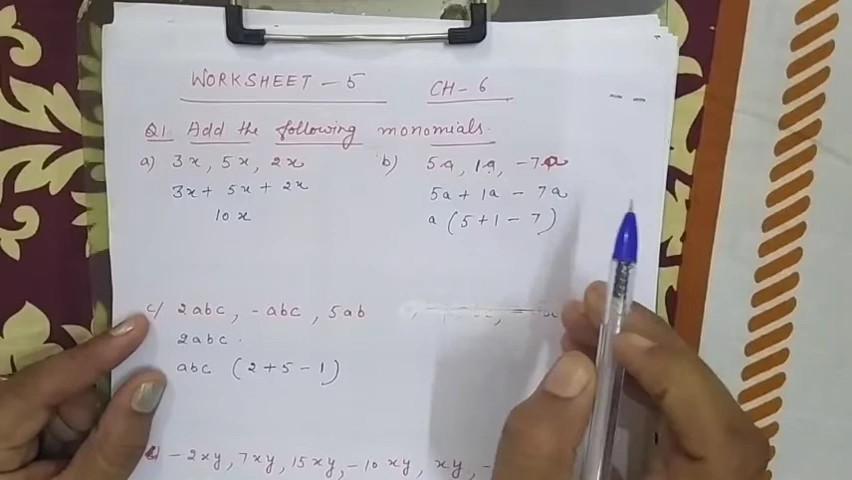 WORKSHEET - 5 CH- 6
Q1. Add the following monomials.
a) 3x, 5x, 2x
3x + 5x + 2x
10x
b) 5a, 1a, -7a
5a + 1a - 7a
a (5+1 - 7)
c) 2abc, -abc, 5ab
2abc.
abc (2+5-1)
-2xy, 7xy, 15xy, -10xy, xy, -